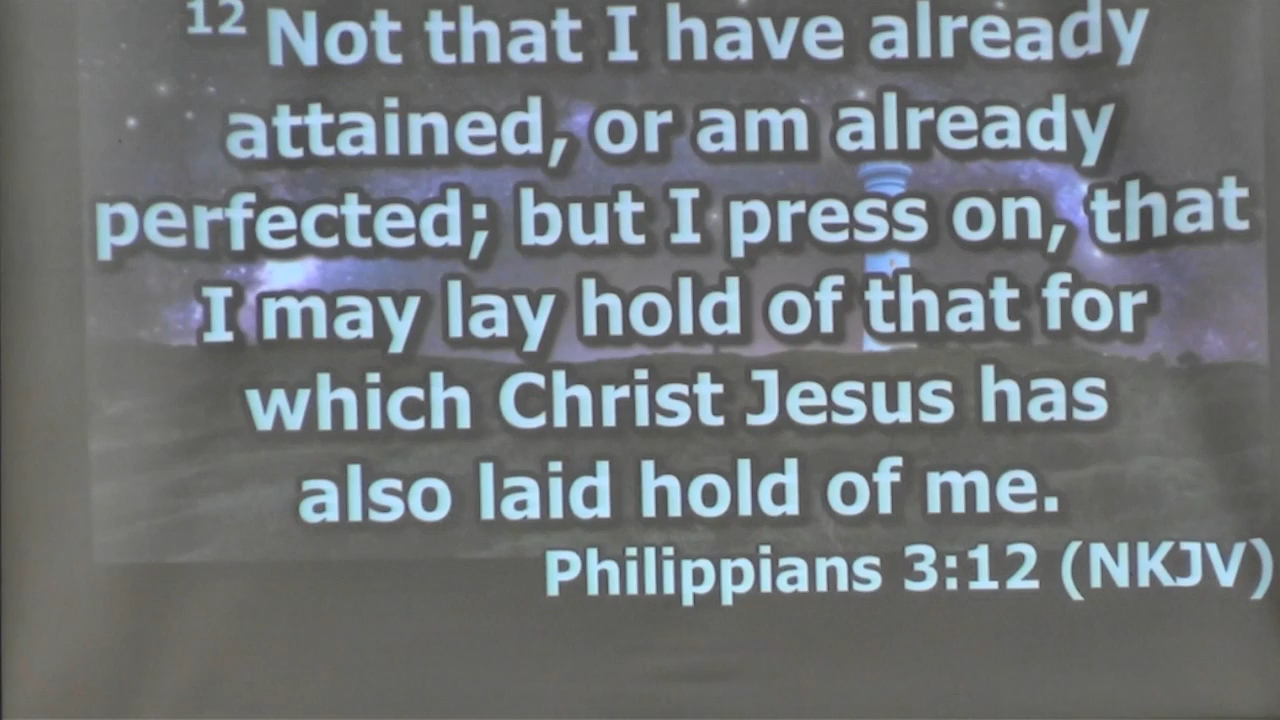 12 Not that I have already
attained, or am already
perfected; but I press on, that
I may lay hold of that for
which Christ Jesus has
also laid hold of me.
Philippians 3:12 (NKJV)